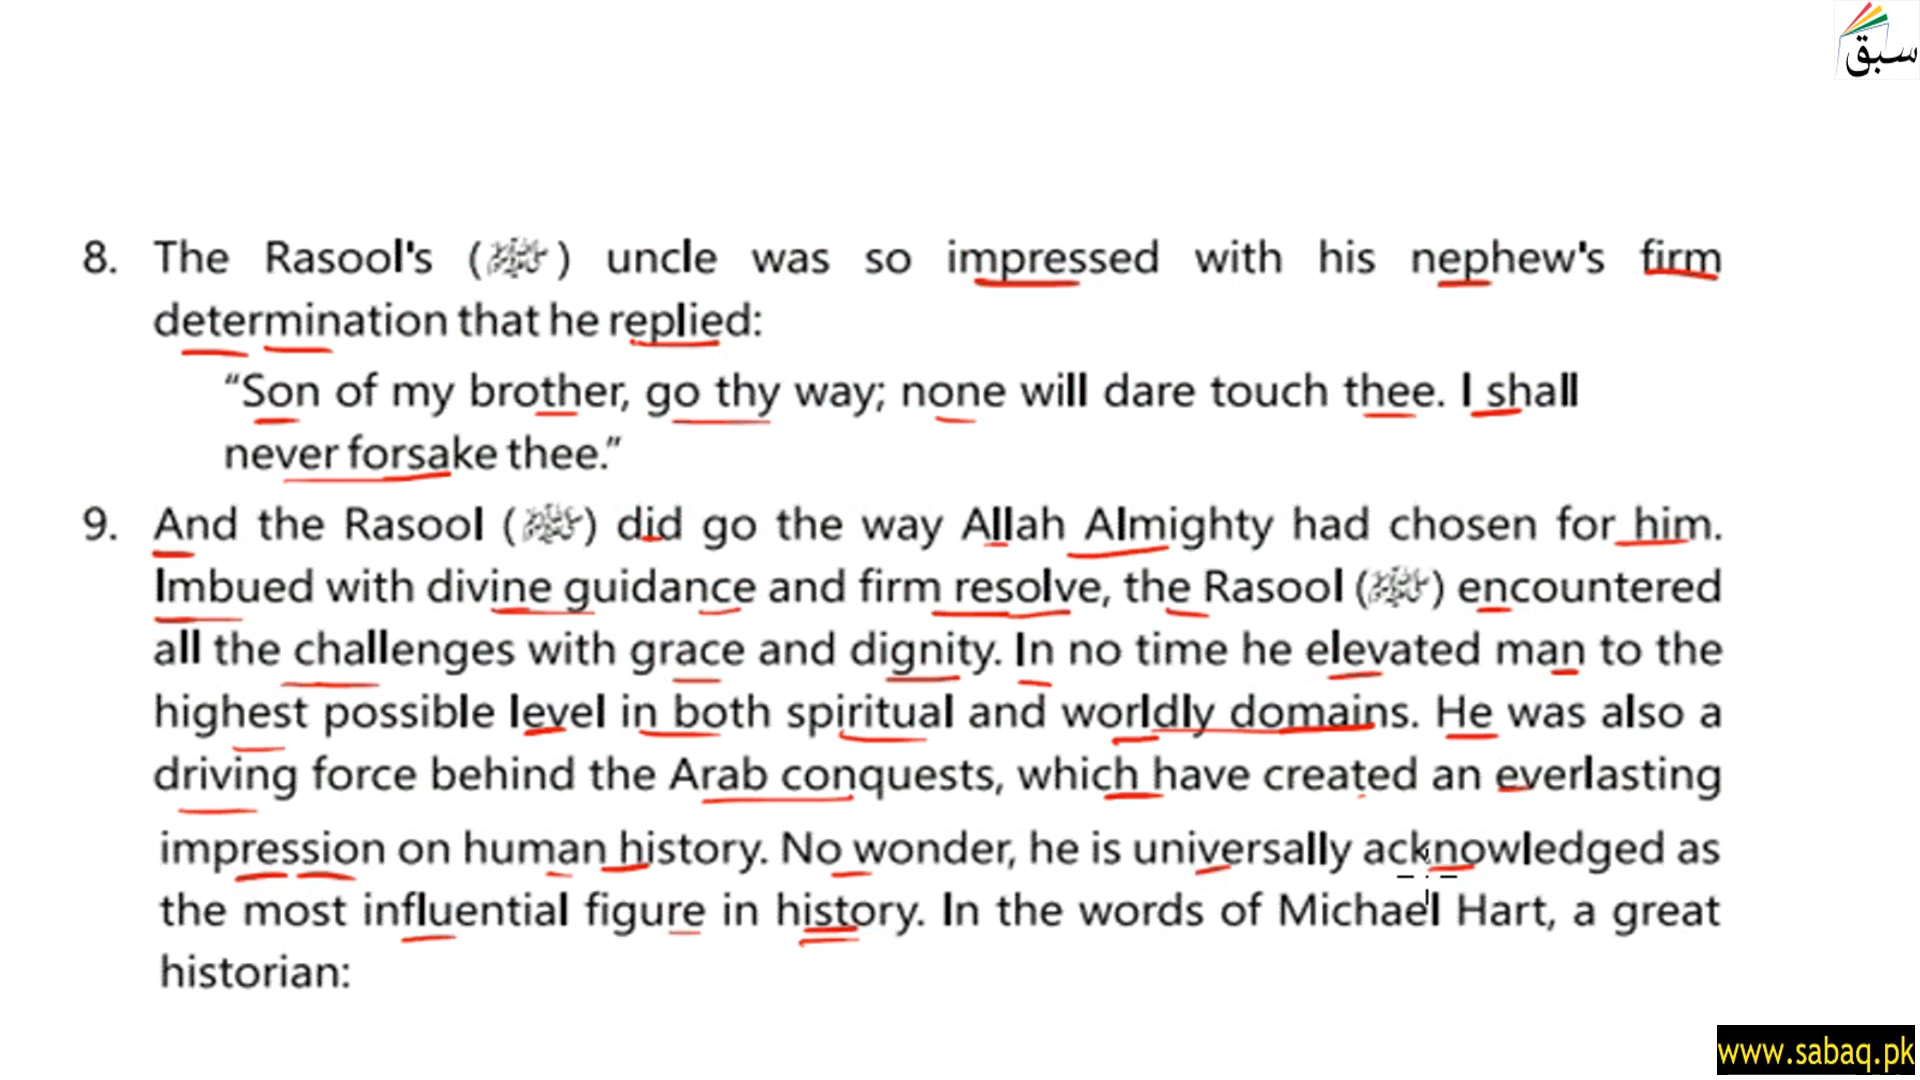 سبق
8. The Rasool's (ﷺ) uncle was so impressed with his nephew's firm
determination that he replied:
“Son of my brother, go thy way; none will dare touch thee. I shall
never forsake thee.”
9. And the Rasool (ﷺ) did go the way Allah Almighty had chosen for him.
Imbued with divine guidance and firm resolve, the Rasool (ﷺ) encountered
all the challenges with grace and dignity. In no time he elevated man to the
highest possible level in both spiritual and worldly domains. He was also a
driving force behind the Arab conquests, which have created an everlasting
impression on human history. No wonder, he is universally acknowledged as
the most influential figure in history. In the words of Michael Hart, a great
historian:
www.sabaq.pk